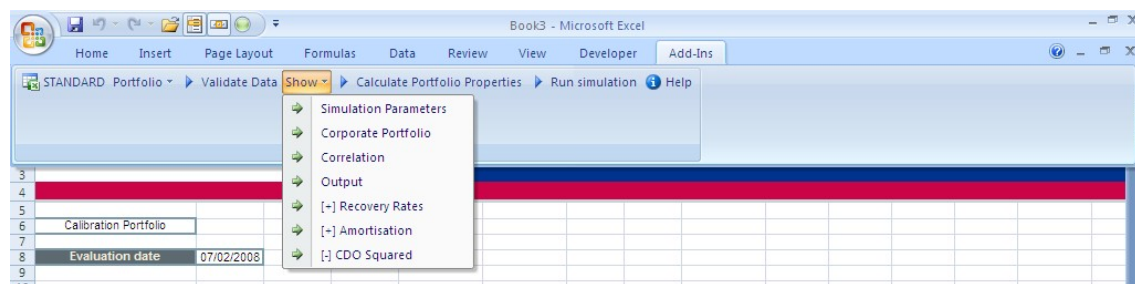 Book3 - Microsoft Excel
Home Insert Page Layout Formulas Data Review View Developer Add-Ins
STANDARD Portfolio Validate Data Show Calculate Portfolio Properties Run simulation Help
Simulation Parameters
Corporate Portfolio
Correlation
Output
[+] Recovery Rates
[+] Amortisation
[-] CDO Squared
3
4
5
6 Calibration Portfolio
7
8 Evaluation date 07/02/2008
9